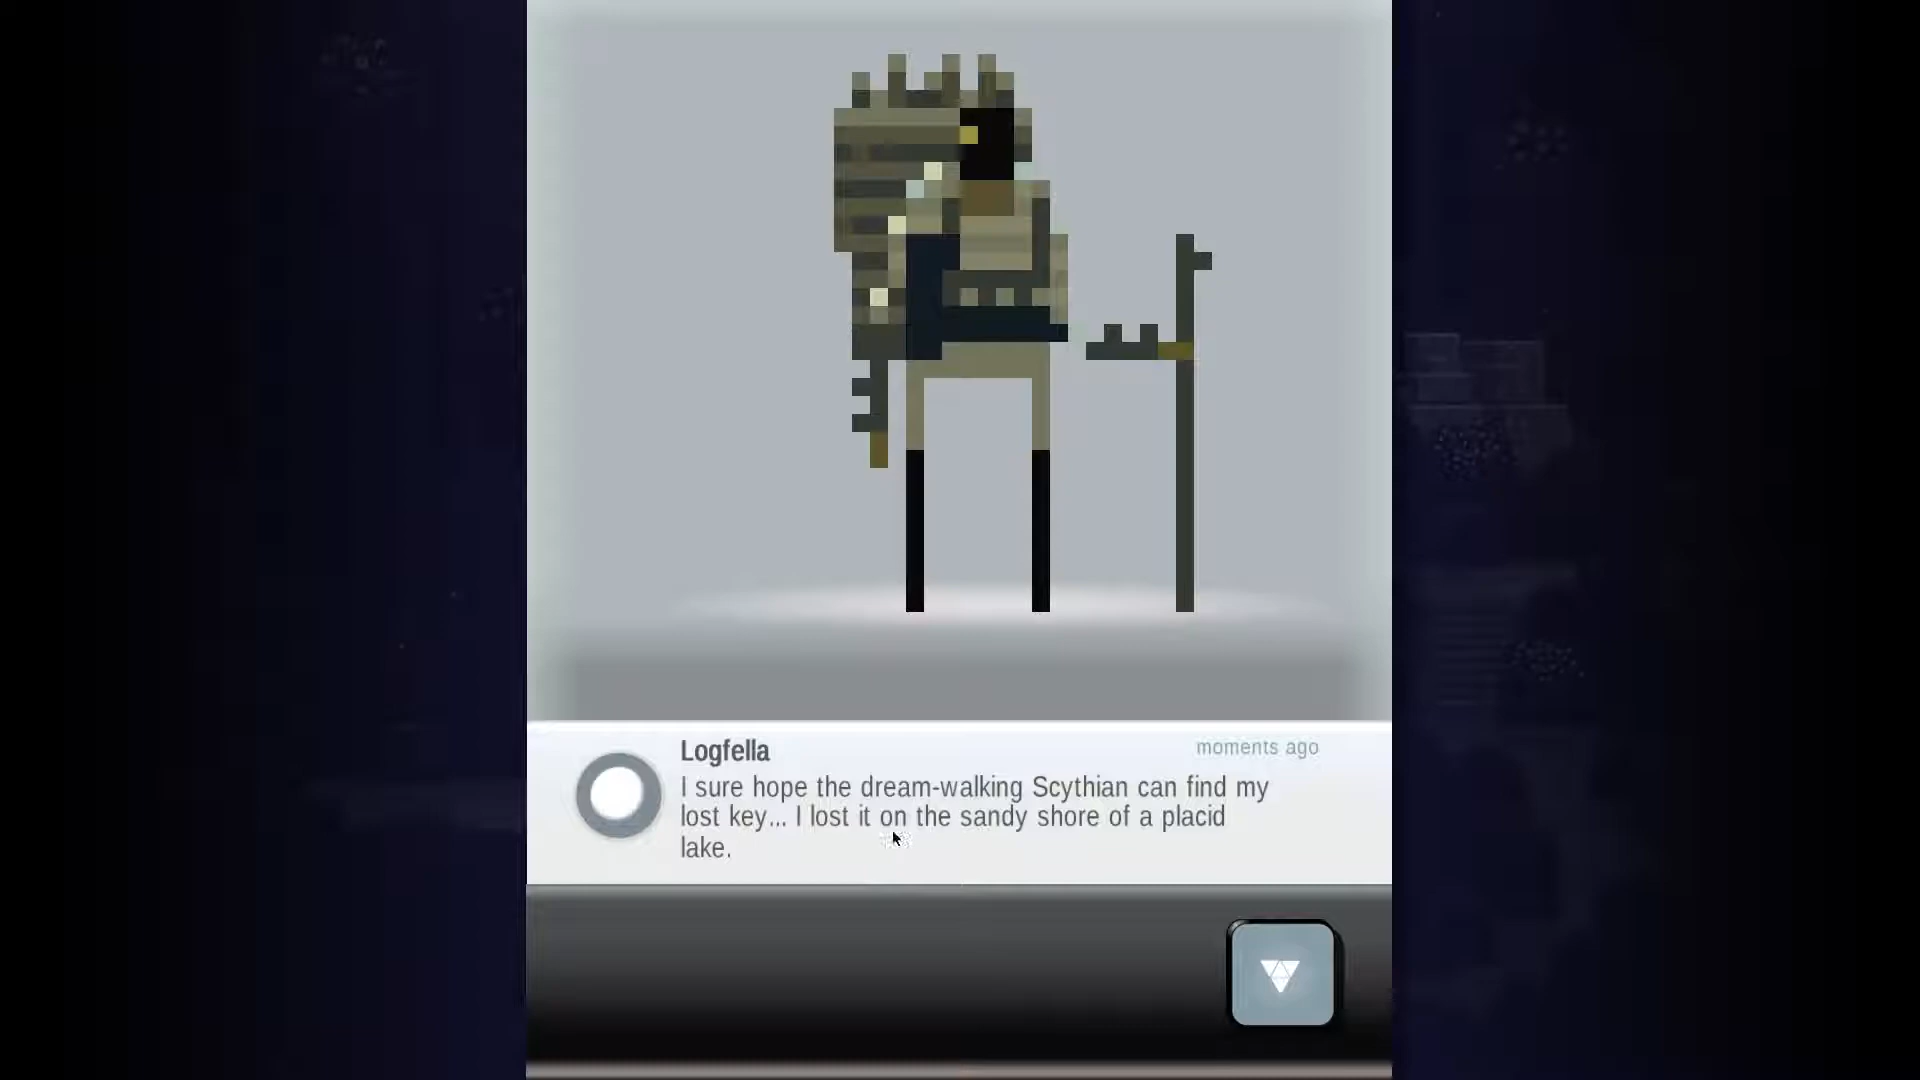 Logfella
moments ago
I sure hope the dream-walking Scythian can find my
lost key... I lost it on the sandy shore of a placid
lake.